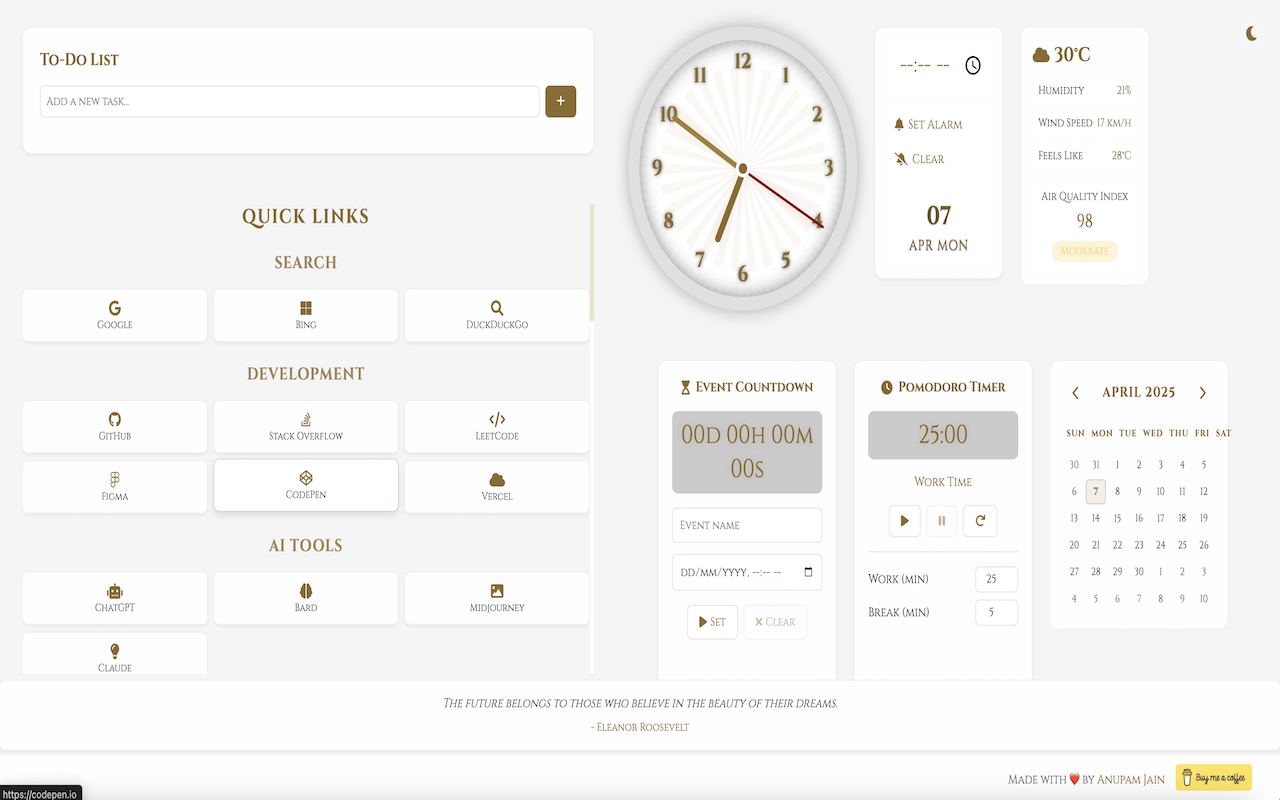 To-Do List
Add a new task...
+
QUICK LINKS
SEARCH
Google
Bing
DuckDuckGo
DEVELOPMENT
GitHub
Stack Overflow
LeetCode
Figma
CodePen
Vercel
AI TOOLS
ChatGPT
Bard
Midjourney
Claude
12
1
2
3
4
5
6
7
8
9
10
11
--:-- --
Set Alarm
Clear
07
APR MON
30°C
Humidity 21%
Wind Speed 17 km/h
Feels Like 28°C
Air Quality Index
98
Moderate
Event Countdown
00d 00h 00m
00s
Event name
dd/mm/yyyy, --:-- --
Set
X Clear
Pomodoro Timer
25:00
Work Time
Work (min) 25
Break (min) 5
APRIL 2025
SUN MON TUE WED THU FRI SAT
30 31 1 2 3 4 5
6 7 8 9 10 11 12
13 14 15 16 17 18 19
20 21 22 23 24 25 26
27 28 29 30 1 2 3
4 5 6 7 8 9 10
The future belongs to those who believe in the beauty of their dreams.
- Eleanor Roosevelt
Made with ❤️ by Anupam Jain
Buy me a coffee
https://codepen.io